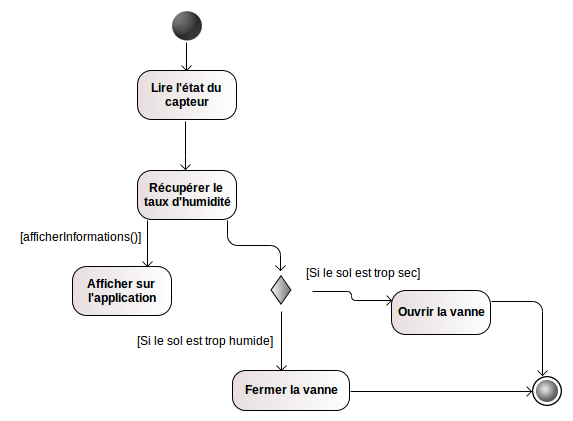 Lire l'état du
capteur
Récupérer le
taux d'humidité
[afficherInformations()]
Afficher sur
l'application
[Si le sol est trop sec]
Ouvrir la vanne
[Si le sol est trop humide]
Fermer la vanne